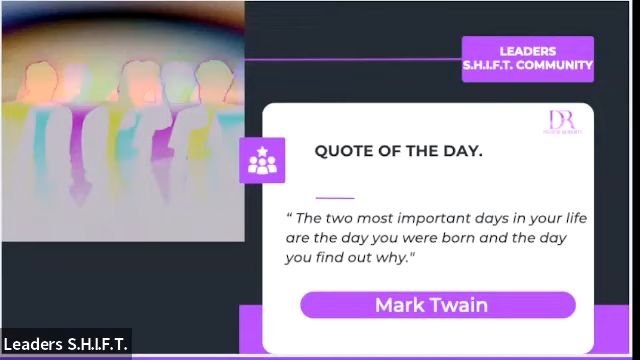 LEADERS
S.H.I.F.T. COMMUNITY
DR
QUOTE OF THE DAY.
“ The two most important days in your life
are the day you were born and the day
you find out why."
Mark Twain
Leaders S.H.I.F.T.